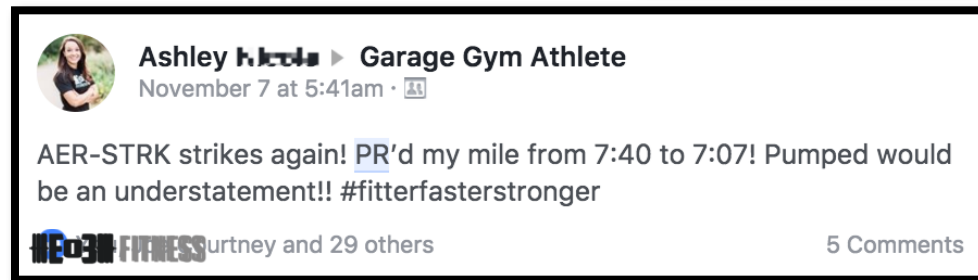 Ashley ▸ Garage Gym Athlete
November 7 at 5:41am ·
AER-STRK strikes again! PR’d my mile from 7:40 to 7:07! Pumped would
be an understatement!! #fitterfasterstronger
FITNESS urtney and 29 others
5 Comments